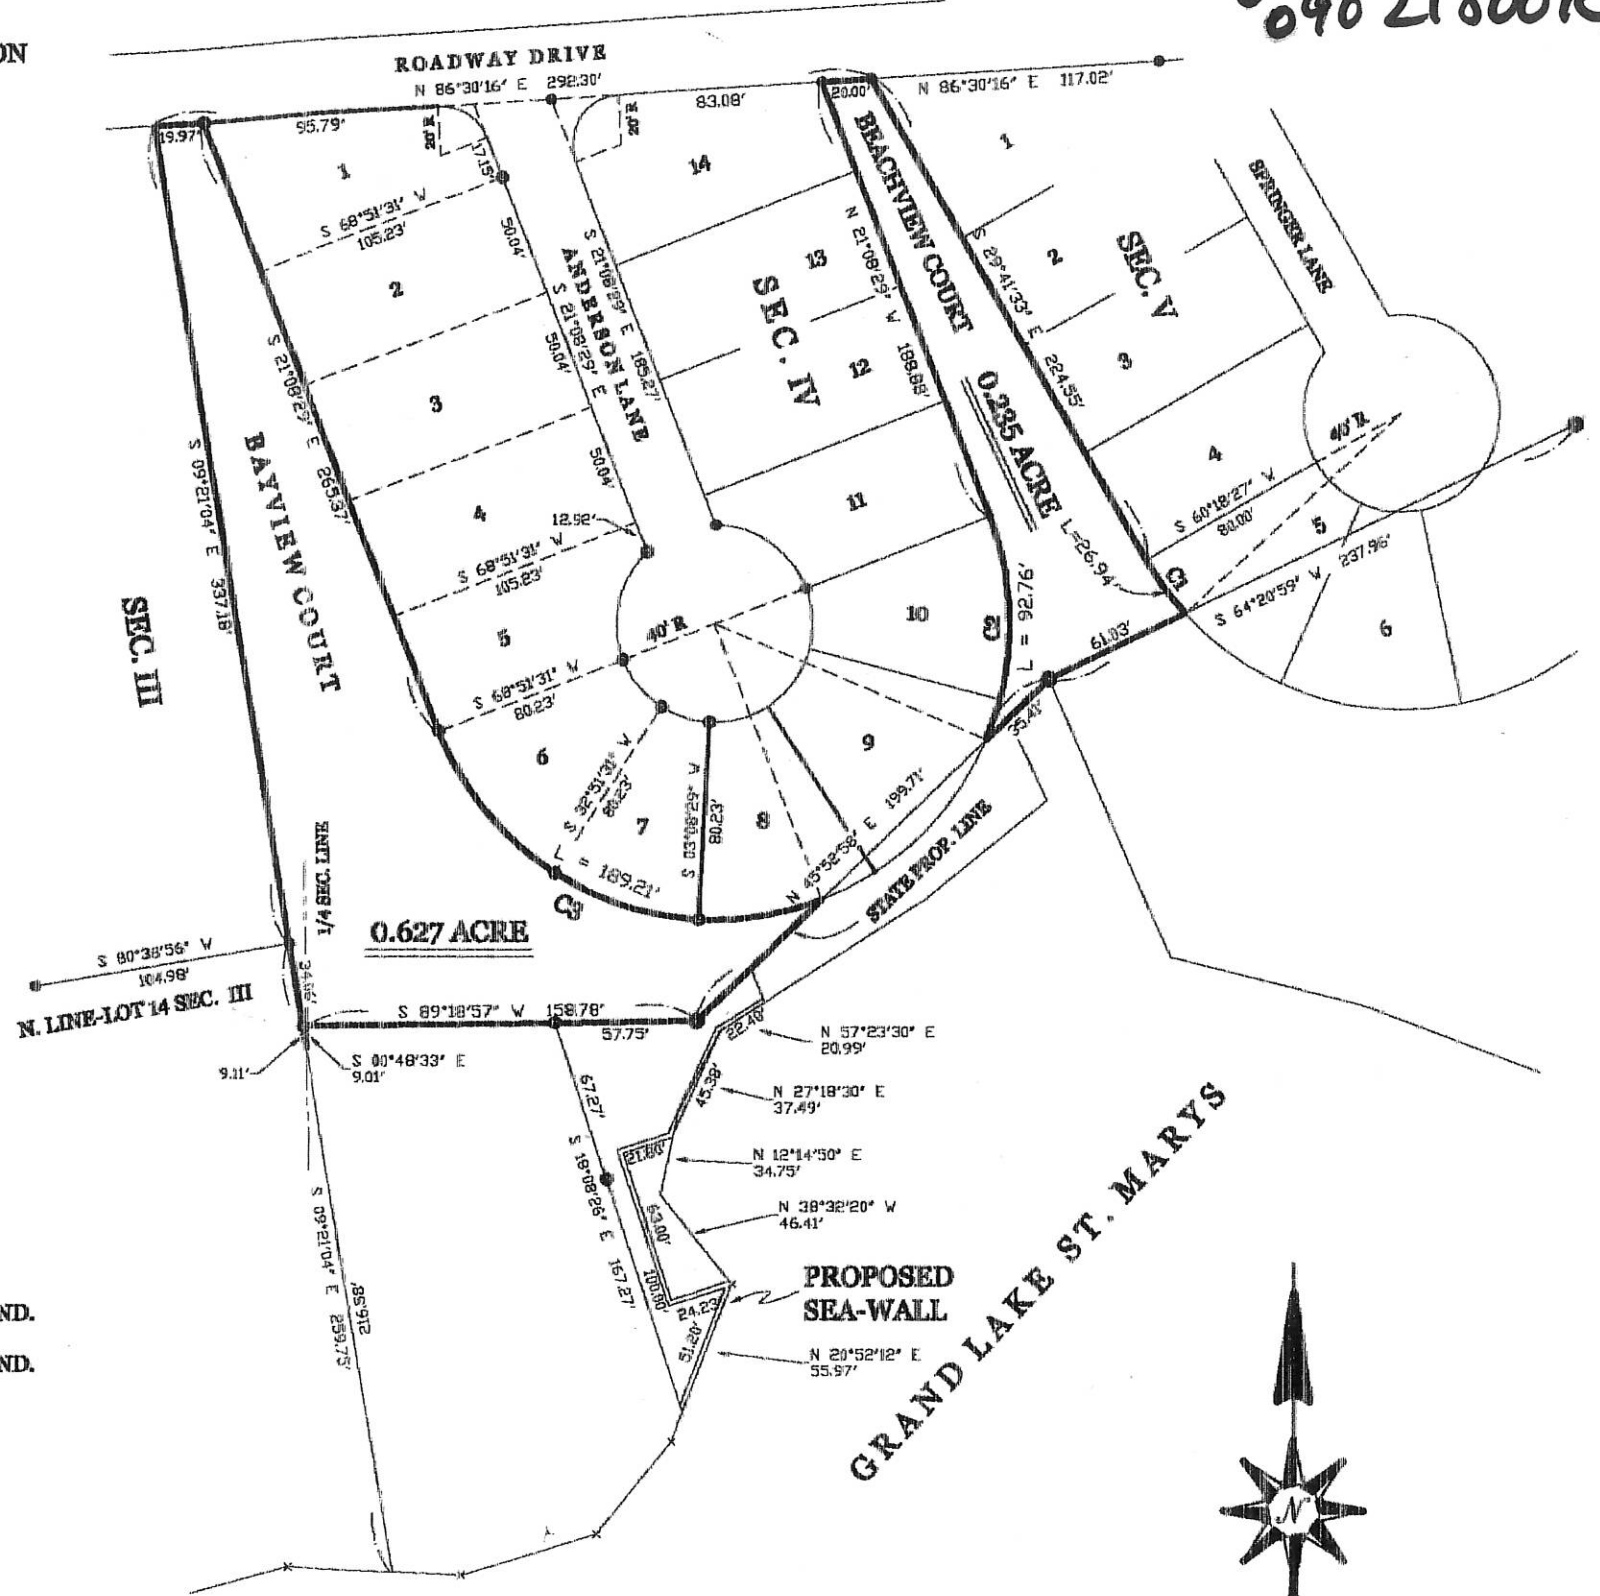 ON
ROADWAY DRIVE
N 86°30'16" E 292.30'
83.08'
20.00'
N 86°30'16" E 117.02'
19.97'
95.79'
20'R
20'R
17.15'
1
14
1
S 68°51'31" W
105.23'
50.04'
2
ANDERSON LANE
S 21°08'29" E
50.04'
S 21°08'29" E 185.27'
13
SEC. IV
N 21°08'29" W 188.88'
BEACHVIEW COURT
S 29°41'33" E 224.55'
2
SEC. V
SPRINGER LANE
S 21°08'29" E 265.37'
3
12
3
0.235 ACRE
S 09°21'04" E 337.18'
BAYVIEW COURT
4
50.04'
12.52'
11
4
40'R
S 60°18'27" W
80.00'
5
S 68°51'31" W
105.23'
L=26.94'
C1
S 64°20'59" W 237.96'
SEC. III
5
40'R
10
C2
L = 92.76'
61.03'
6
S 68°51'31" W
80.23'
35.41'
6
S 32°51'31" W
80.23'
7
S 03°08'29" W
80.23'
8
9
N 45°52'58" E 199.71'
STATE PROP. LINE
L = 189.21'
C3
1/4 SEC. LINE
0.627 ACRE
S 80°38'56" W
104.98'
N. LINE-LOT 14 SEC. III
S 89°18'57" W 158.78'
57.75'
9.11'
S 00°48'33" E
9.01'
22.48'
N 57°23'30" E
20.99'
45.38'
N 27°18'30" E
37.49'
67.27'
S 18°08'26" E 167.27'
21.80'
N 12°14'50" E
34.75'
63.00'
N 38°32'20" W
46.41'
100.00'
24.23'
PROPOSED
SEA-WALL
51.20'
N 20°52'12" E
55.97'
S 09°21'04" E 259.75'
215.58'
GRAND LAKE ST. MARYS
ND.
ND.
N